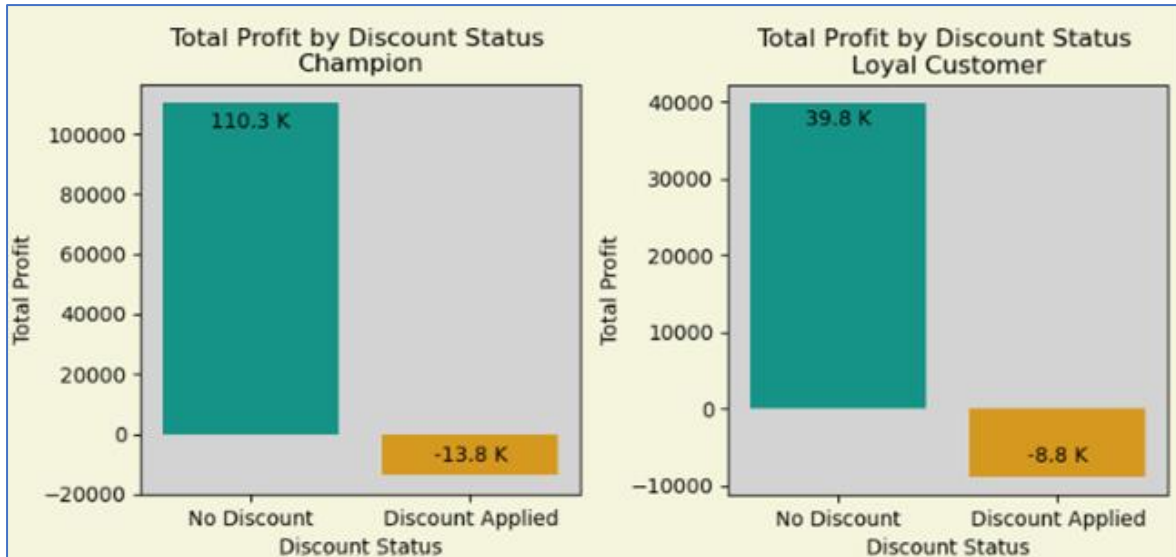 Total Profit by Discount Status
Champion
Total Profit
100000
80000
60000
40000
20000
0
−20000
110.3 K
-13.8 K
No Discount
Discount Applied
Discount Status
Total Profit by Discount Status
Loyal Customer
Total Profit
40000
30000
20000
10000
0
−10000
39.8 K
-8.8 K
No Discount
Discount Applied
Discount Status